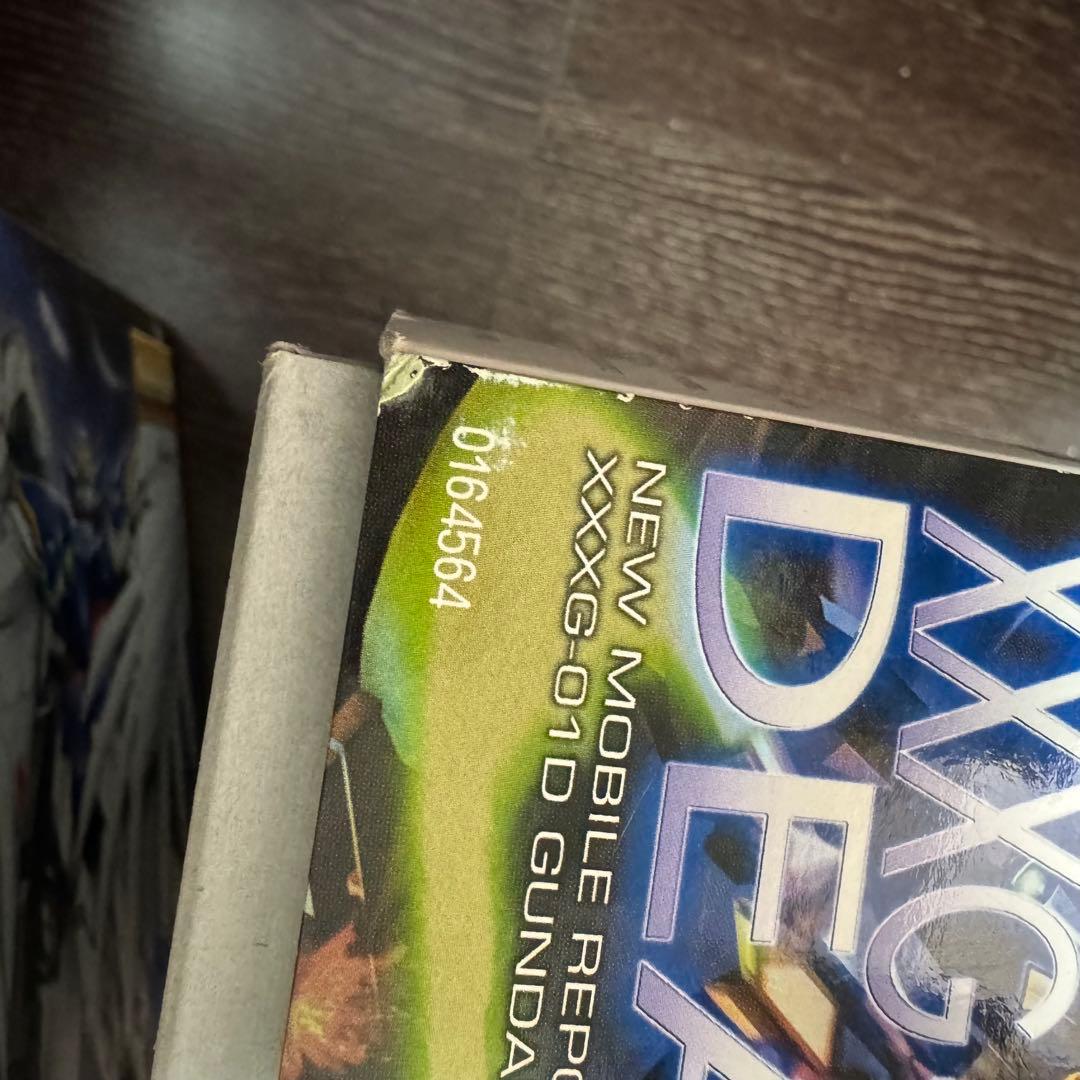 XXXG
DEA
NEW MOBILE REPO
XXXG-01D GUNDA
0164564